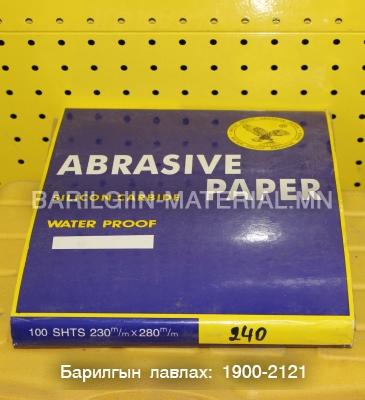 ABRASIVE
PAPER
SILICON CARBIDE
BARILGIIN-MATERIAL.MN
WATER PROOF
100 SHTS 230m/m×280m/m
240
Барилгын лавлах: 1900-2121